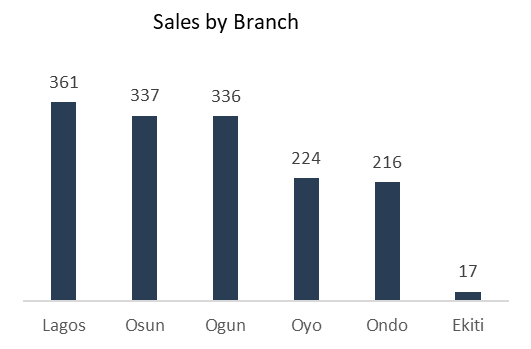 Sales by Branch
361
337
336
224
216
17
Lagos
Osun
Ogun
Oyo
Ondo
Ekiti